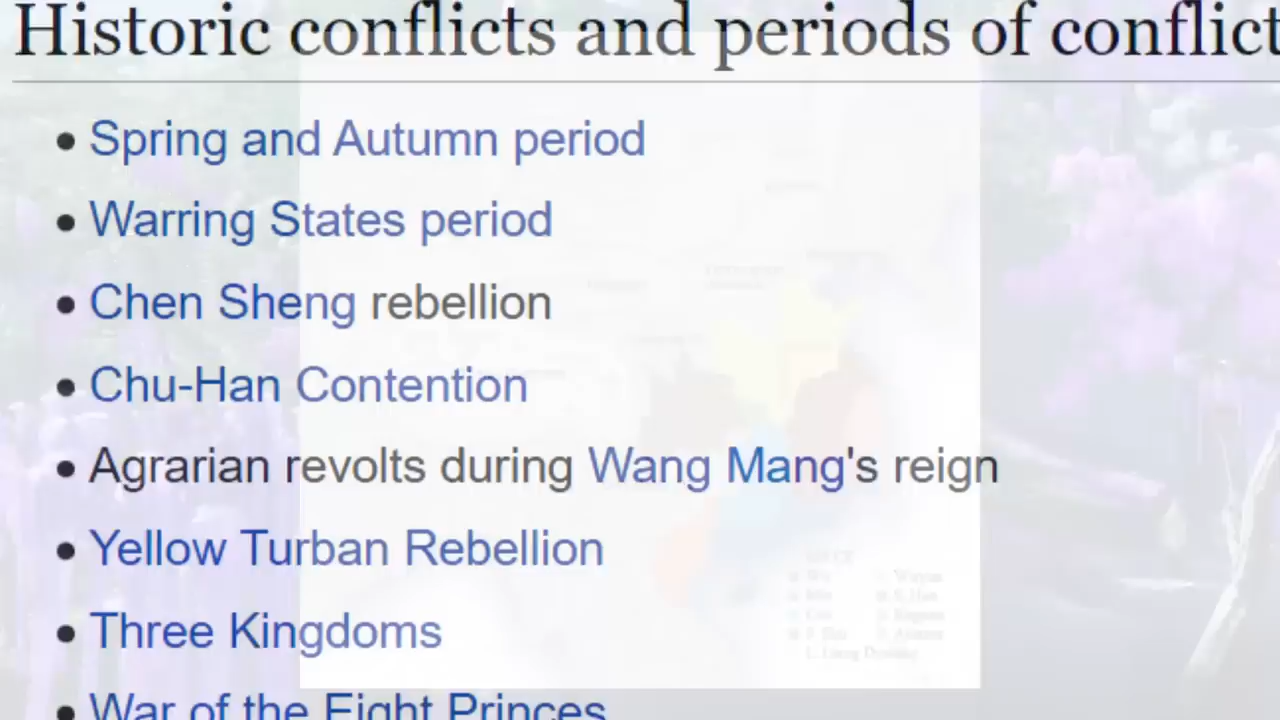 Historic conflicts and periods of conflict
• Spring and Autumn period
• Warring States period
• Chen Sheng rebellion
• Chu-Han Contention
• Agrarian revolts during Wang Mang's reign
• Yellow Turban Rebellion
• Three Kingdoms
• War of the Eight Princes